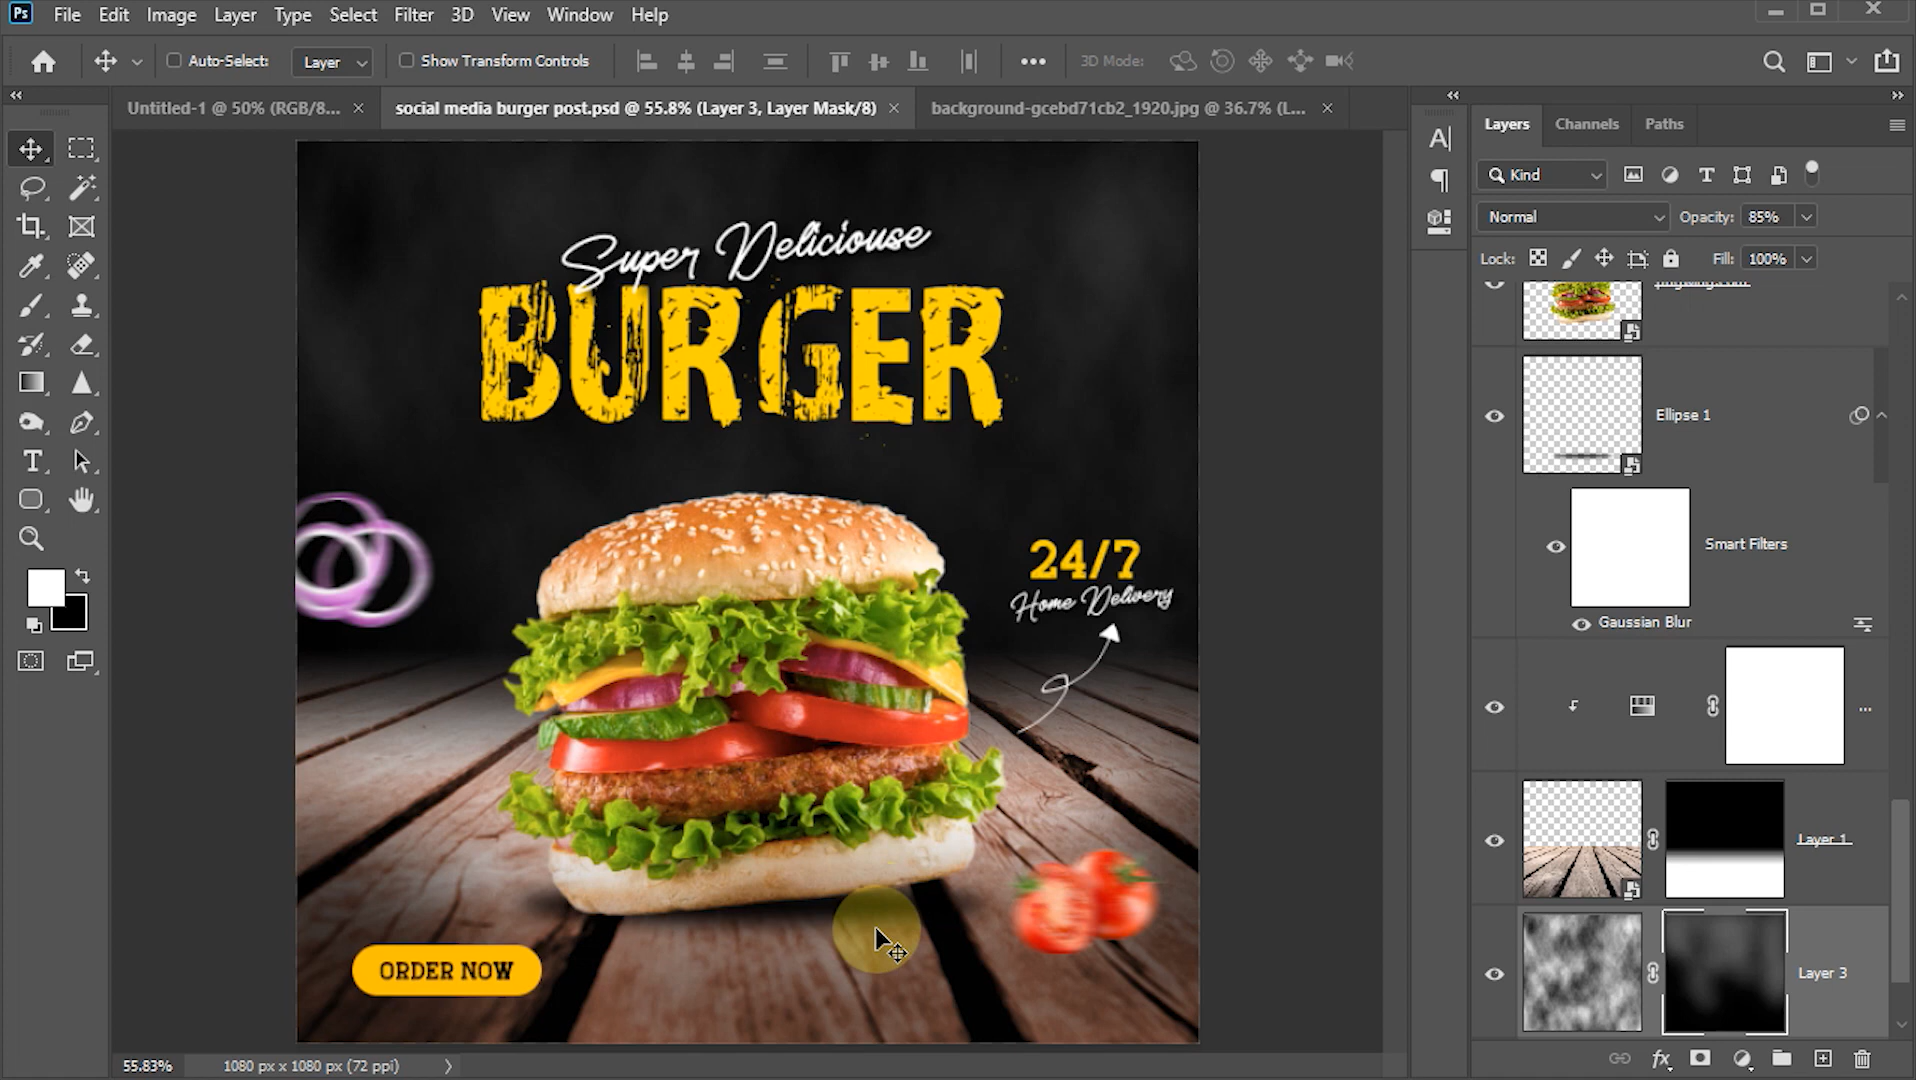 Ps File Edit Image Layer Type Select Filter 3D View Window Help
Auto-Select: Layer Show Transform Controls 3D Mode:
Untitled-1 @ 50% (RGB/8... social media burger post.psd @ 55.8% (Layer 3, Layer Mask/8) background-gcebd71cb2_1920.jpg @ 36.7% (L...
Super Deliciouse
BURGER
24/7
Home Delivery
ORDER NOW
55.83% 1080 px x 1080 px (72 ppi)
Layers Channels Paths
Kind
Normal Opacity: 85%
Lock: Fill: 100%
Ellipse 1
Smart Filters
Gaussian Blur
Layer 1
Layer 3